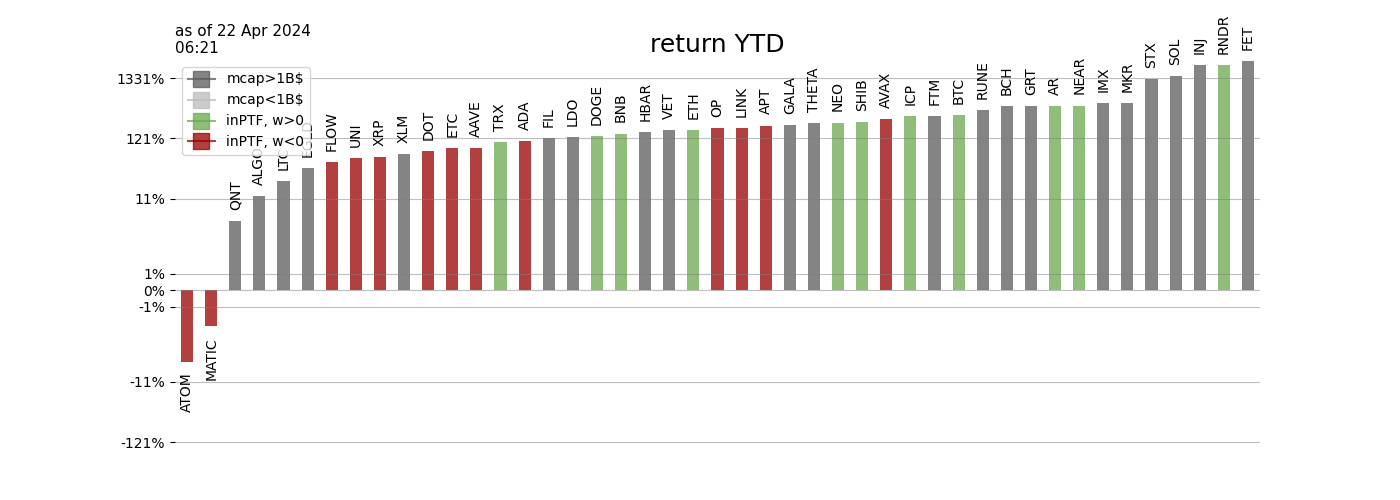 as of 22 Apr 2024
06:21
return YTD
mcap>1B$
mcap<1B$
inPTF, w>0
inPTF, w<0
1331%
121%
11%
1%
0%
-1%
-11%
-121%
ATOM
MATIC
QNT
ALGO
LTC
EGLD
FLOW
UNI
XRP
XLM
DOT
ETC
AAVE
TRX
ADA
FIL
LDO
DOGE
BNB
HBAR
VET
ETH
OP
LINK
APT
GALA
THETA
NEO
SHIB
AVAX
ICP
FTM
BTC
RUNE
BCH
GRT
AR
NEAR
IMX
MKR
STX
SOL
INJ
RNDR
FET